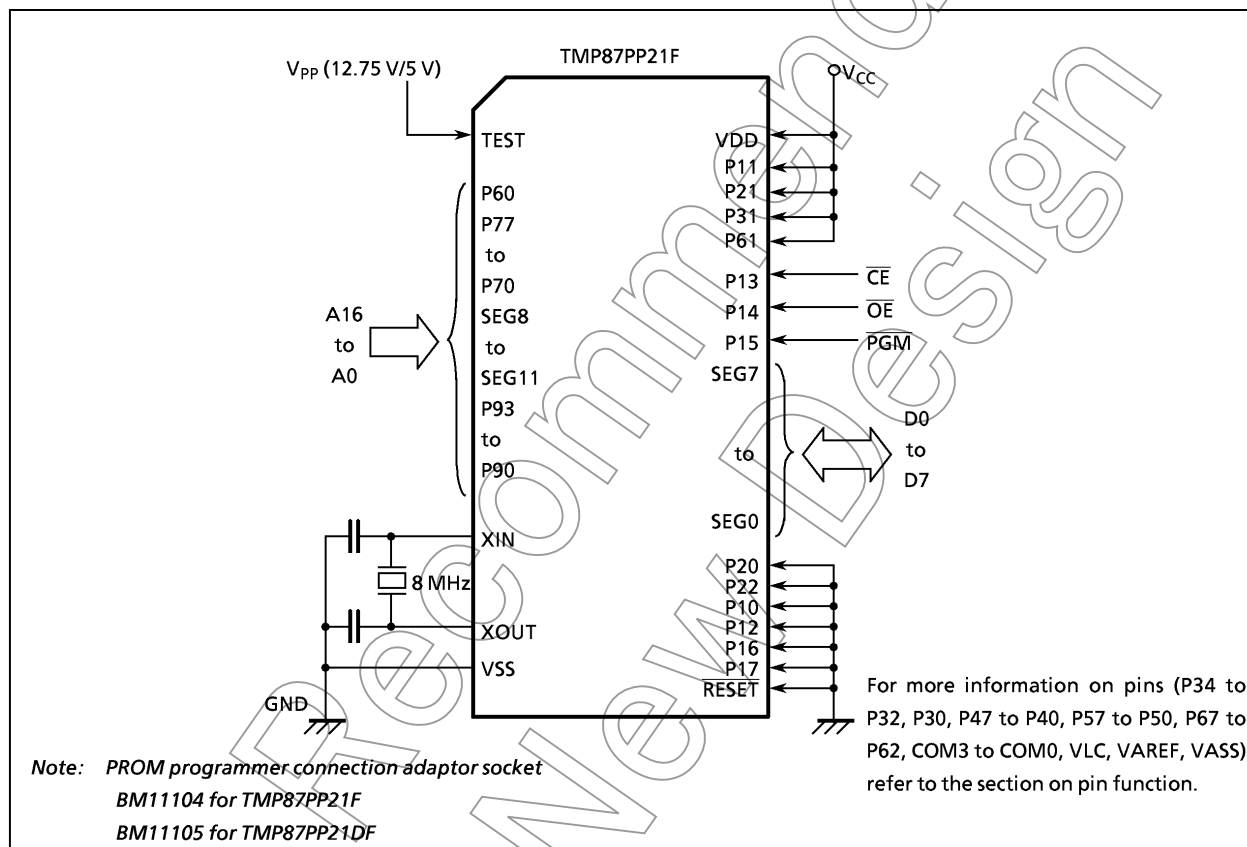 TMP87PP21F
VPP (12.75 V/5 V)
VCC
TEST
P60
P77
to
P70
SEG8
to
SEG11
P93
to
P90
A16
to
A0
XIN
8 MHz
XOUT
VSS
GND
VDD
P11
P21
P31
P61
P13
CE
P14
OE
P15
PGM
SEG7
to
SEG0
D0
to
D7
P20
P22
P10
P12
P16
P17
RESET
For more information on pins (P34 to
P32, P30, P47 to P40, P57 to P50, P67 to
P62, COM3 to COM0, VLC, VAREF, VASS)
refer to the section on pin function.
Note: PROM programmer connection adaptor socket
BM11104 for TMP87PP21F
BM11105 for TMP87PP21DF
Recommend
New Design